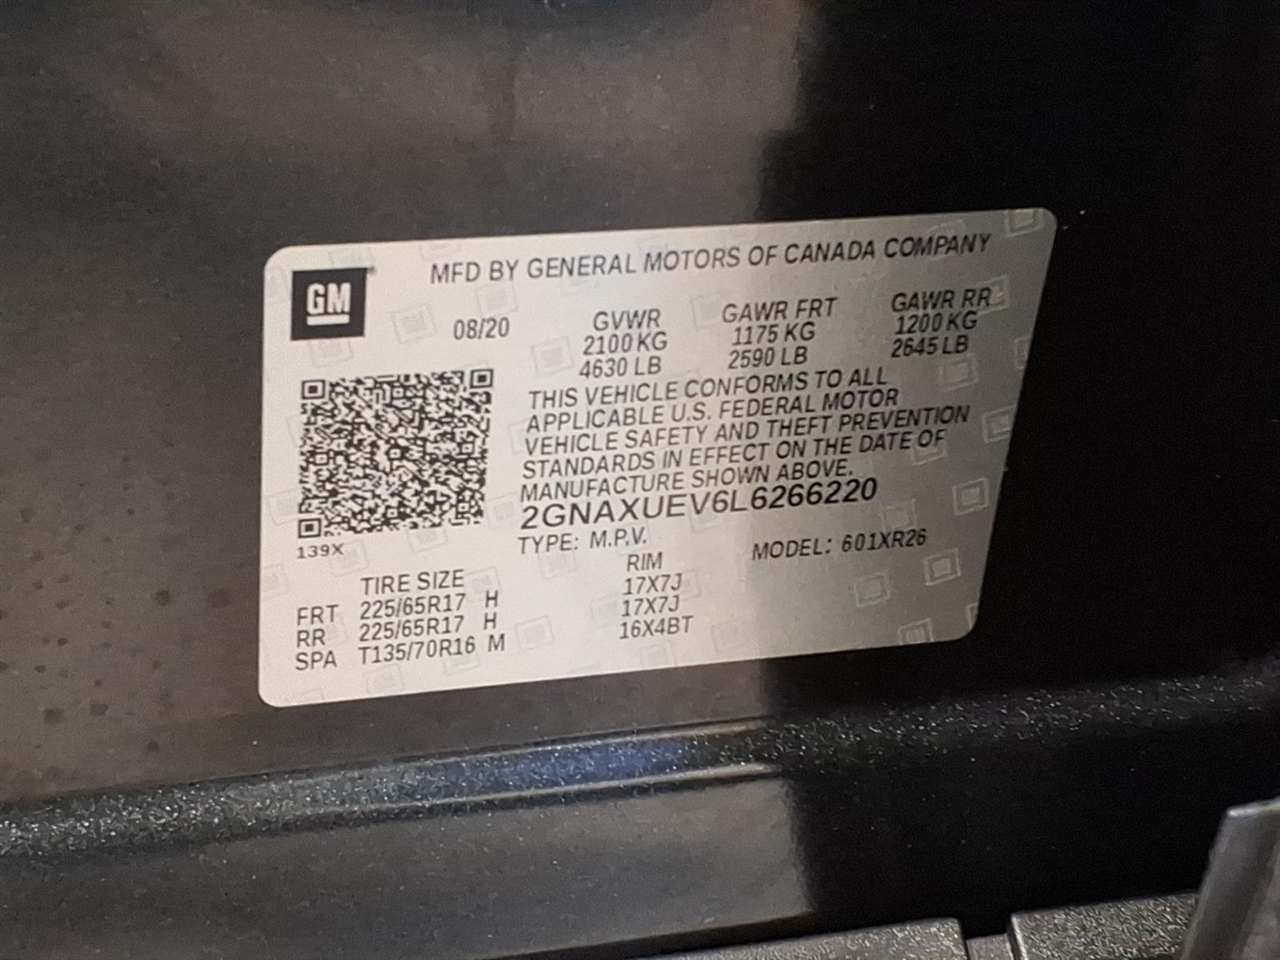 GM
MFD BY GENERAL MOTORS OF CANADA COMPANY
08/20 GVWR GAWR FRT GAWR RR
2100 KG 1175 KG 1200 KG
4630 LB 2590 LB 2645 LB
THIS VEHICLE CONFORMS TO ALL
APPLICABLE U.S. FEDERAL MOTOR
VEHICLE SAFETY AND THEFT PREVENTION
STANDARDS IN EFFECT ON THE DATE OF
MANUFACTURE SHOWN ABOVE.
2GNAXUEV6L6266220
139X
TYPE: M.P.V. MODEL: 601XR26
TIRE SIZE RIM
FRT 225/65R17 H 17X7J
RR 225/65R17 H 17X7J
SPA T135/70R16 M 16X4BT